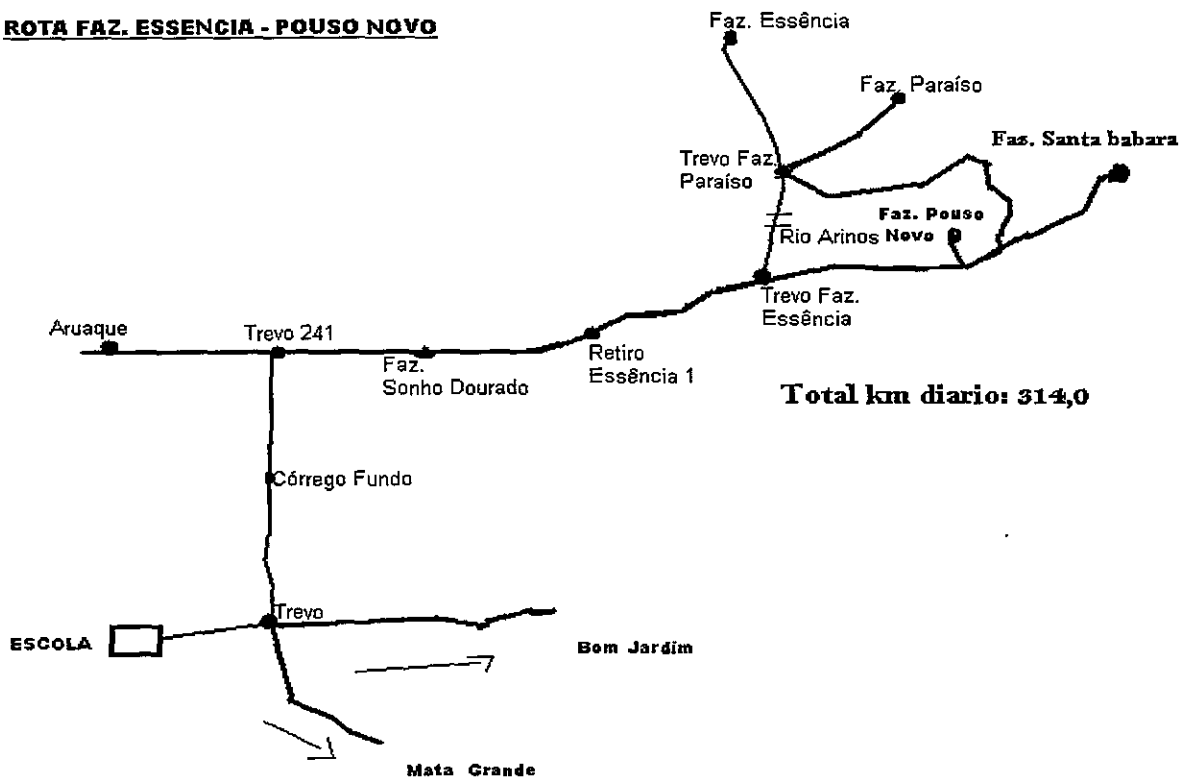 ROTA FAZ. ESSENCIA - POUSO NOVO
Faz. Essência
Faz. Paraíso
Faz. Santa babara
Trevo Faz.
Paraíso
Faz. Pouso
Novo
Rio Arinos
Trevo Faz.
Essência
Aruaque
Trevo 241
Faz.
Sonho Dourado
Retiro
Essência 1
Total km diario: 314,0
Córrego Fundo
Trevo
ESCOLA
Bom Jardim
Mata Grande